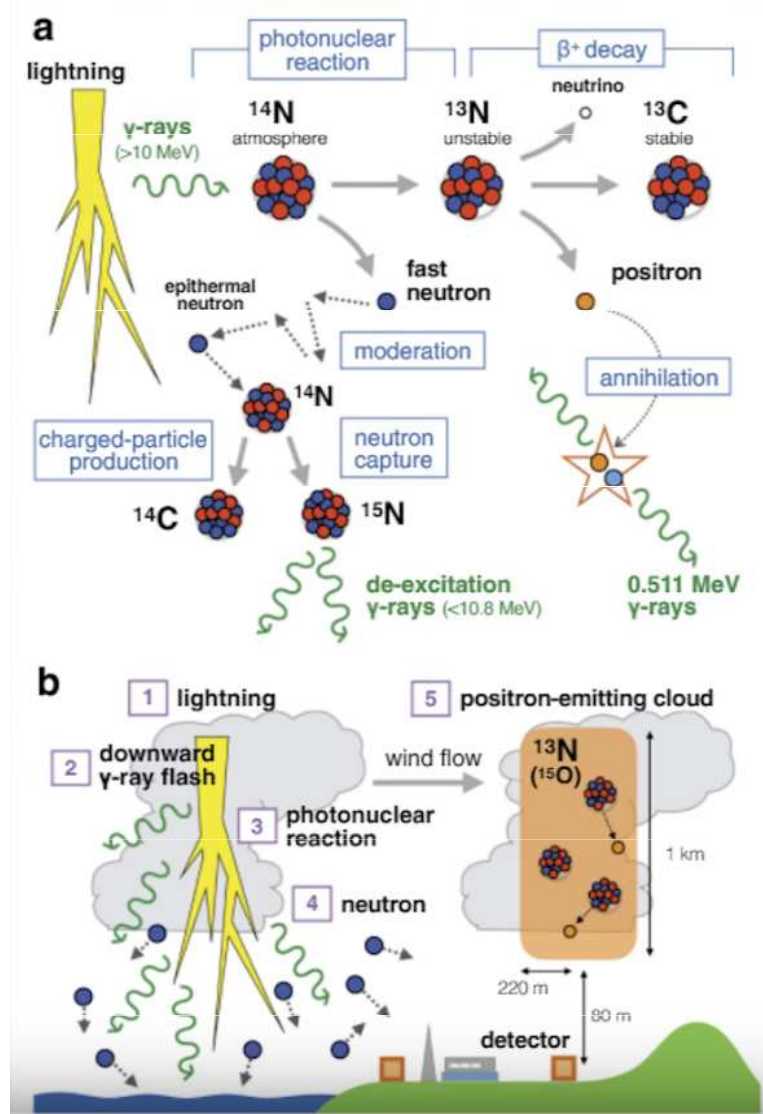 a
photonuclear
reaction
β⁺ decay
lightning
neutrino
¹⁴N
atmosphere
¹³N
unstable
¹³C
stable
γ-rays
(>10 MeV)
epithermal
neutron
fast
neutron
positron
moderation
annihilation
¹⁴N
charged-particle
production
neutron
capture
¹⁴C
¹⁵N
de-excitation
γ-rays (<10.8 MeV)
0.511 MeV
γ-rays
b
1 lightning
5 positron-emitting cloud
2 downward
γ-ray flash
wind flow
¹³N
(¹⁵O)
3 photonuclear
reaction
1 km
4 neutron
220 m
80 m
detector